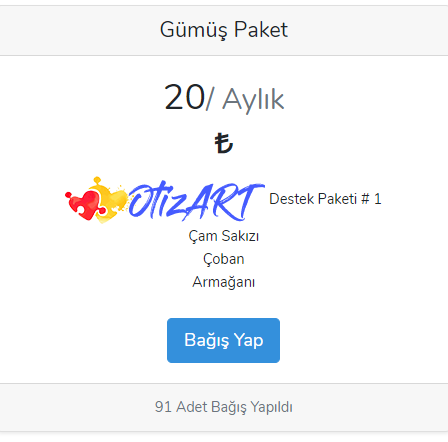 Gümüş Paket
20/ Aylık
₺
OtizART Destek Paketi # 1
Çam Sakızı
Çoban
Armağanı
Bağış Yap
91 Adet Bağış Yapıldı